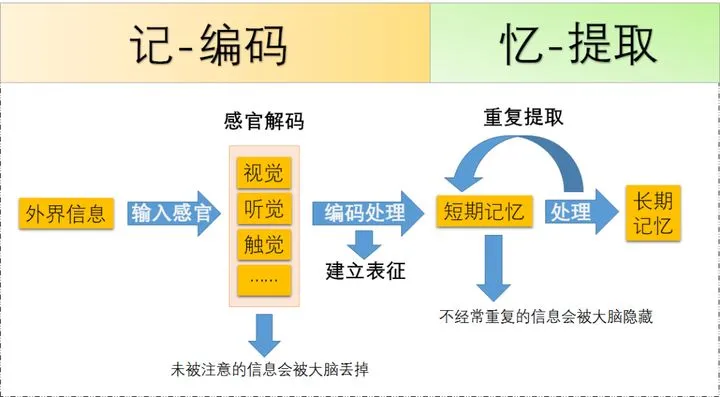 记-编码
忆-提取
感官解码
重复提取
外界信息
输入感官
视觉
听觉
触觉
……
编码处理
建立表征
短期记忆
处理
长期
记忆
不经常重复的信息会被大脑隐藏
未被注意的信息会被大脑丢掉